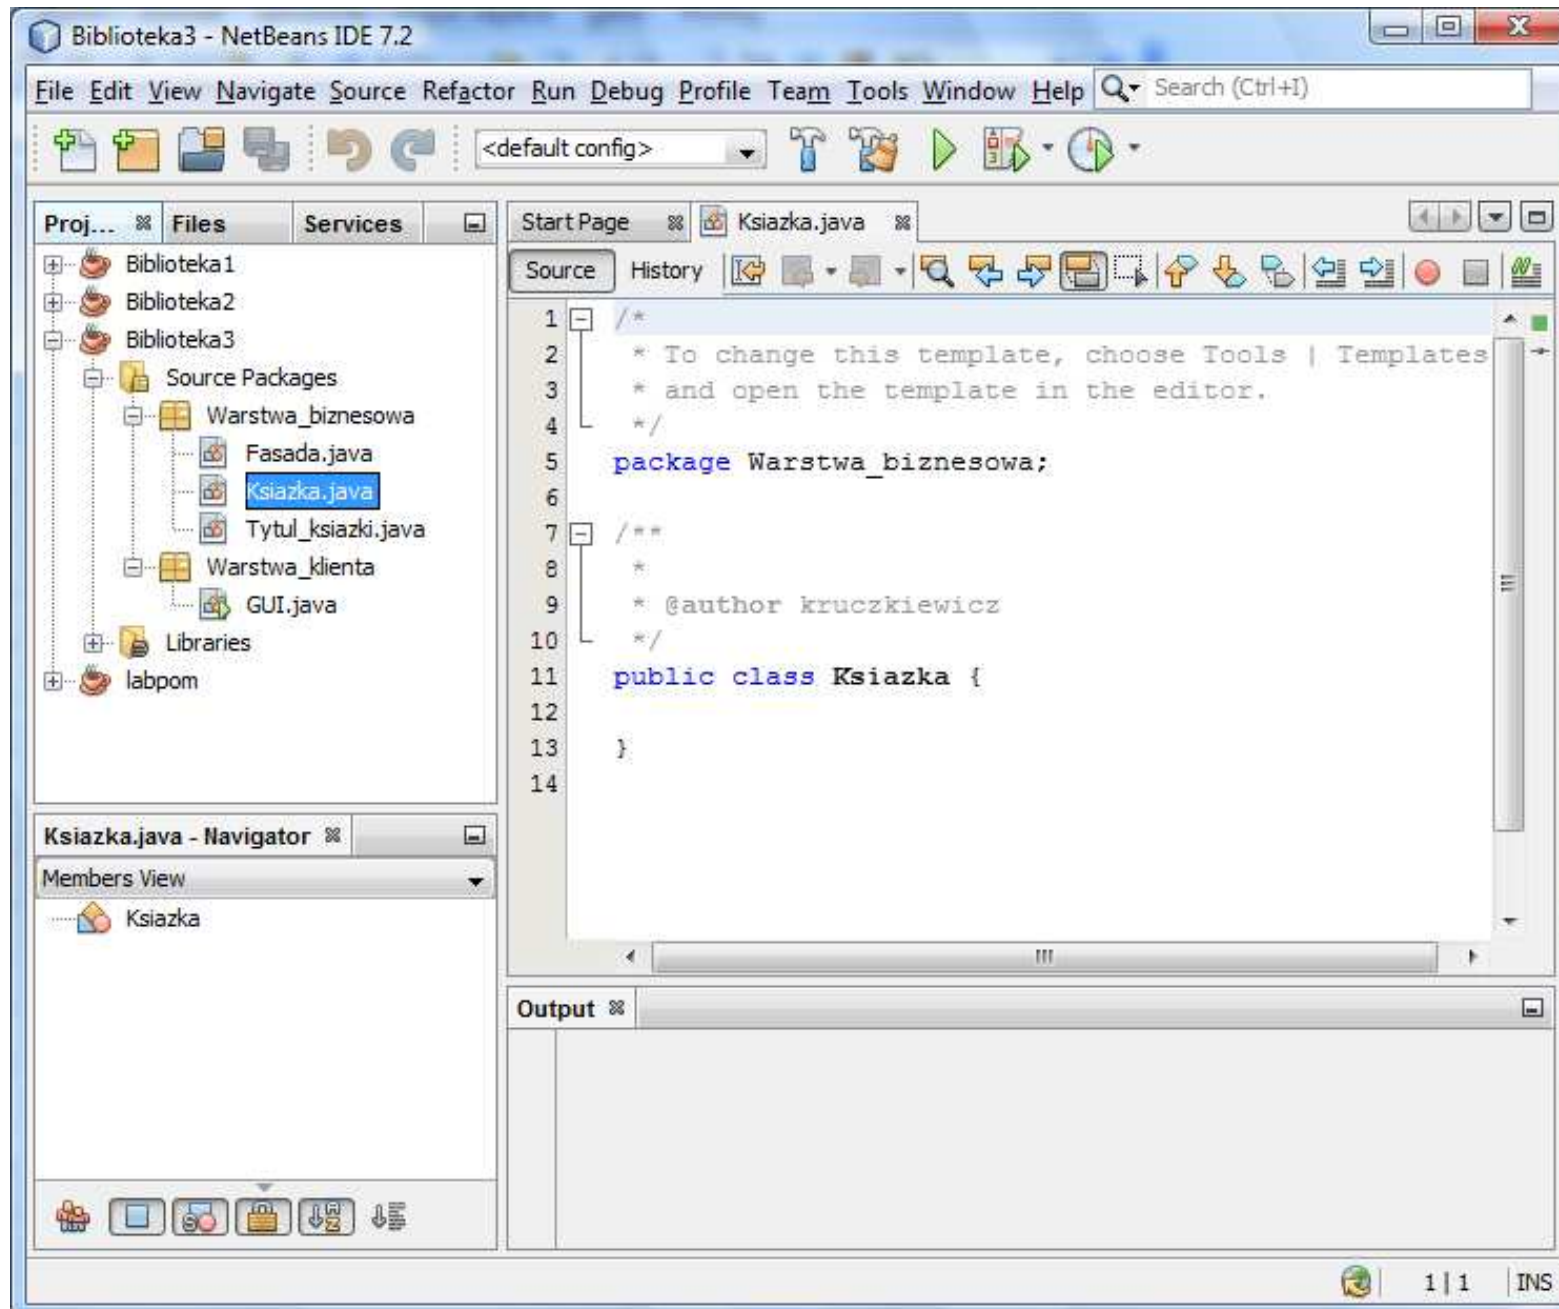 Biblioteka3 - NetBeans IDE 7.2
File Edit View Navigate Source Refactor Run Debug Profile Team Tools Window Help Search (Ctrl+I)
<default config>
Proj... Files Services
Biblioteka1
Biblioteka2
Biblioteka3
Source Packages
Warstwa_biznesowa
Fasada.java
Ksiazka.java
Tytul_ksiazki.java
Warstwa_klienta
GUI.java
Libraries
labpom
Ksiazka.java - Navigator
Members View
Ksiazka
Start Page Ksiazka.java
Source History
1 /*
2 * To change this template, choose Tools | Templates
3 * and open the template in the editor.
4 */
5 package Warstwa_biznesowa;
6
7 /**
8 *
9 * @author kruczkiewicz
10 */
11 public class Ksiazka {
12
13 }
14
Output
1 | 1 INS